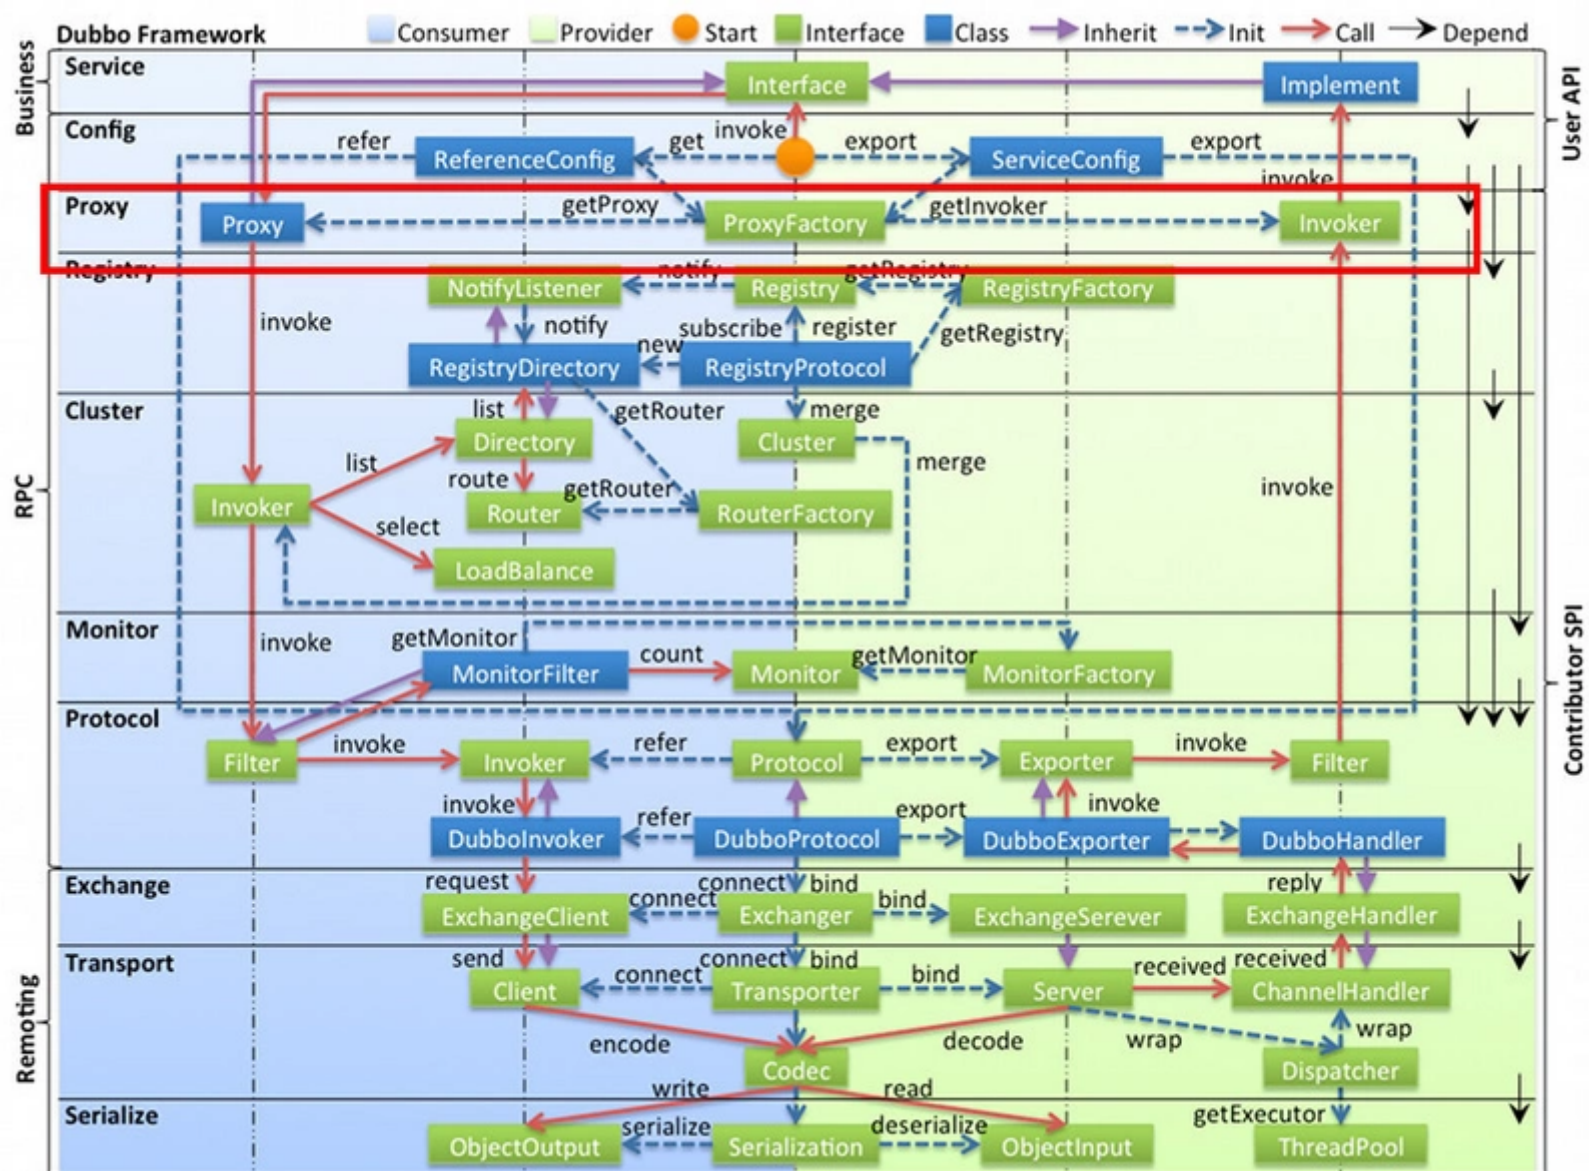 Dubbo Framework Consumer Provider Start Interface Class Inherit Init Call Depend
Business
Service
Interface
Implement
User API
Config
refer
ReferenceConfig
get
invoke
export
ServiceConfig
export
invoke
Proxy
Proxy
getProxy
ProxyFactory
getInvoker
Invoker
Registry
NotifyListener
notify
Registry
getRegistry
RegistryFactory
invoke
notify
subscribe
register
getRegistry
RegistryDirectory
new
RegistryProtocol
RPC
Cluster
list
getRouter
merge
Directory
Cluster
list
merge
route
getRouter
invoke
Invoker
Router
RouterFactory
select
LoadBalance
Monitor
invoke
getMonitor
MonitorFilter
count
Monitor
getMonitor
MonitorFactory
Contributor SPI
Protocol
Filter
invoke
Invoker
refer
Protocol
export
Exporter
invoke
Filter
invoke
refer
export
invoke
DubboInvoker
DubboProtocol
DubboExporter
DubboHandler
Remoting
Exchange
request
connect
bind
reply
ExchangeClient
connect
Exchanger
bind
ExchangeSerever
ExchangeHandler
Transport
send
connect
bind
received
received
Client
connect
Transporter
bind
Server
ChannelHandler
encode
decode
wrap
wrap
Codec
Dispatcher
write
read
Serialize
getExecutor
ObjectOutput
serialize
Serialization
deserialize
ObjectInput
ThreadPool